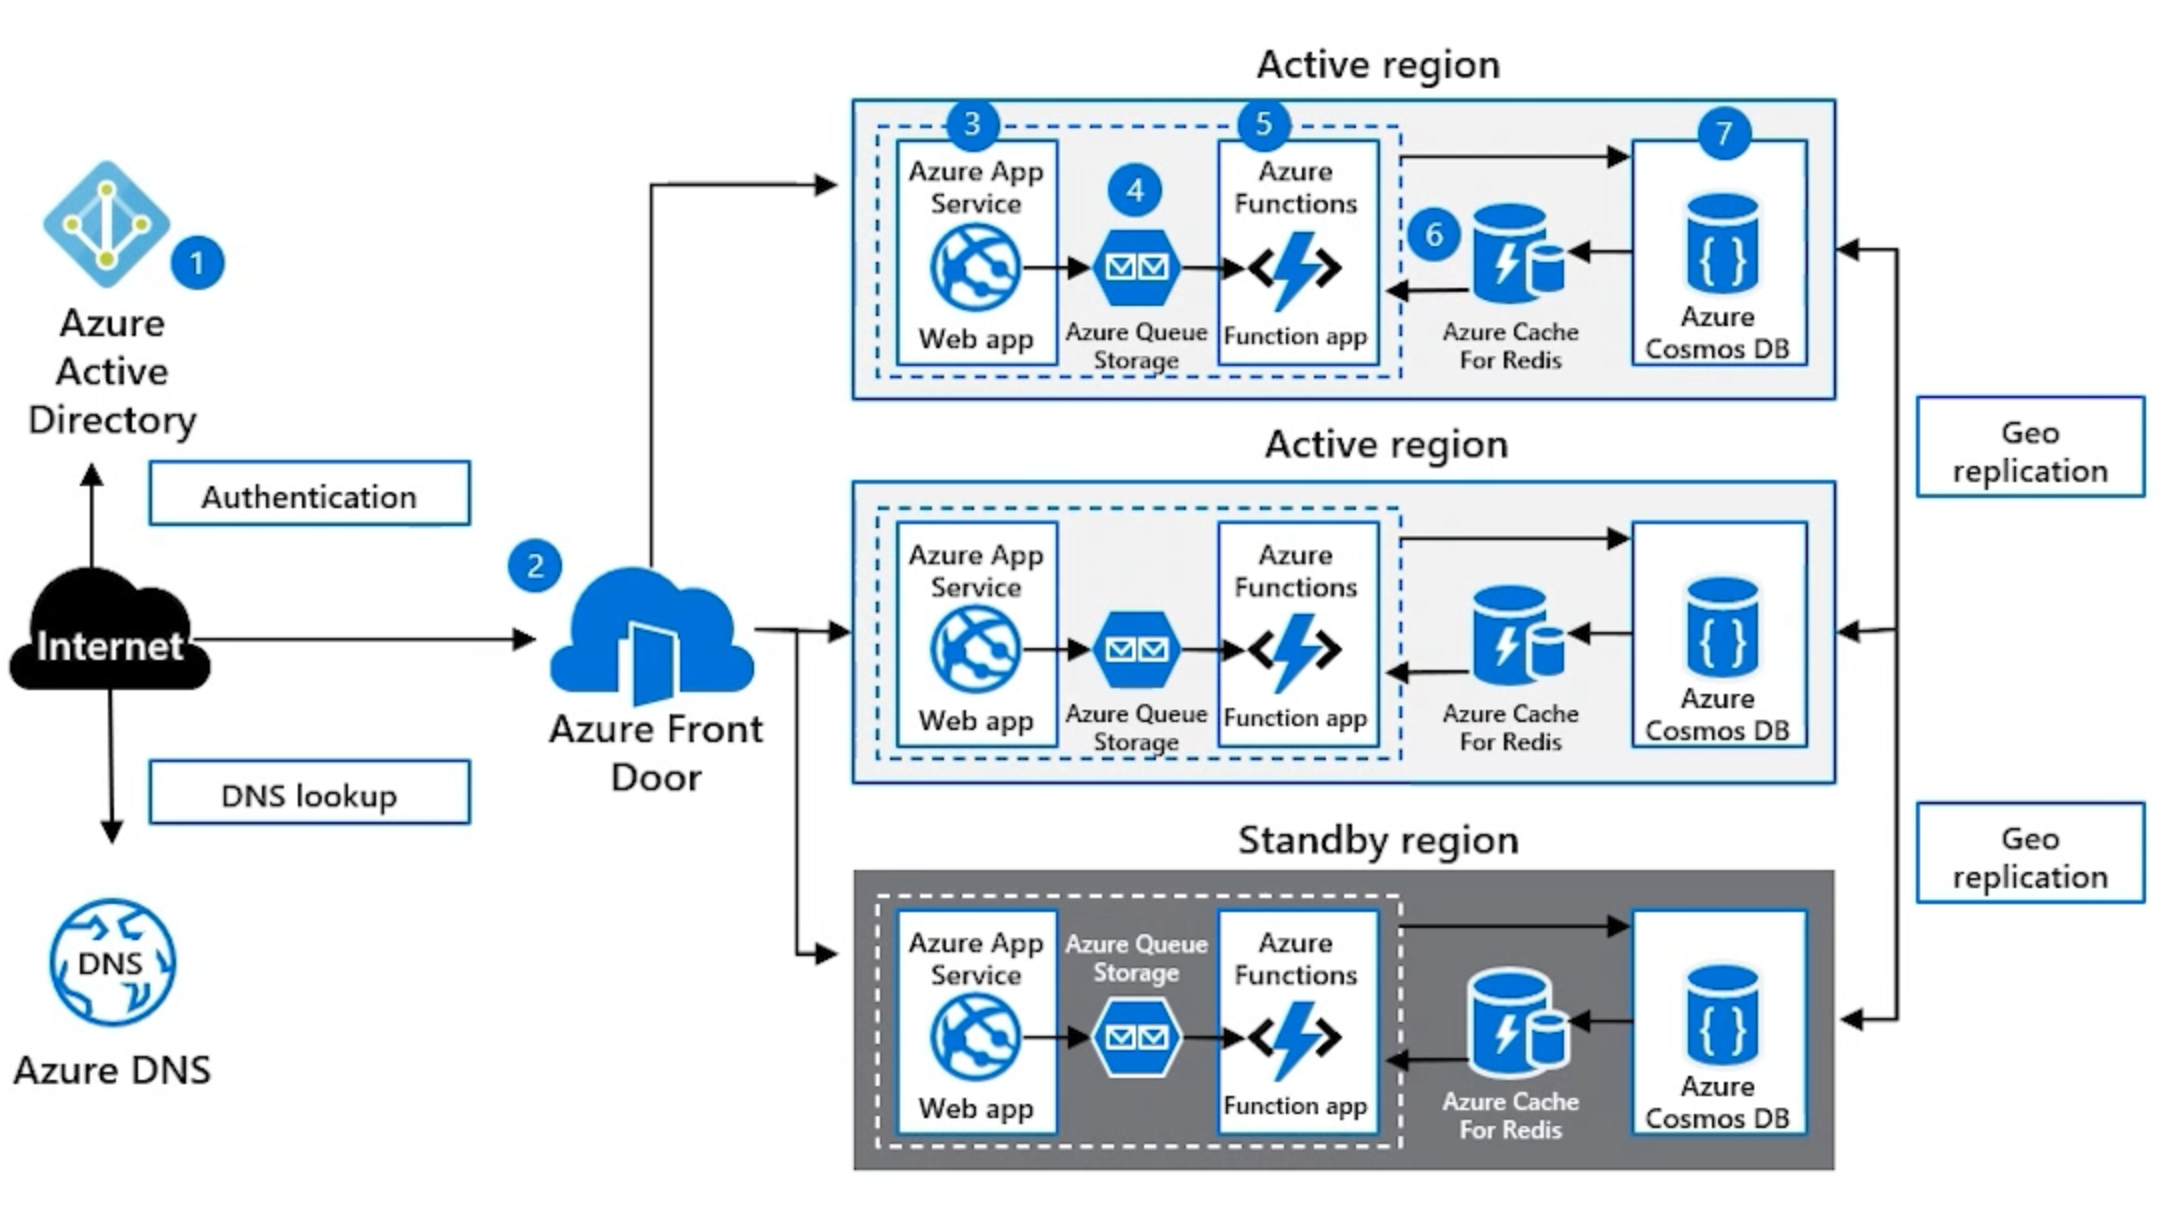 1
Azure
Active
Directory
Authentication
Internet
DNS lookup
DNS
Azure DNS
2
Azure Front
Door
Active region
3
Azure App
Service
Web app
4
Azure Queue
Storage
5
Azure
Functions
Function app
6
Azure Cache
For Redis
7
{ }
Azure
Cosmos DB
Active region
Azure App
Service
Web app
Azure Queue
Storage
Azure
Functions
Function app
Azure Cache
For Redis
{ }
Azure
Cosmos DB
Standby region
Azure App
Service
Web app
Azure Queue
Storage
Azure
Functions
Function app
Azure Cache
For Redis
{ }
Azure
Cosmos DB
Geo
replication
Geo
replication